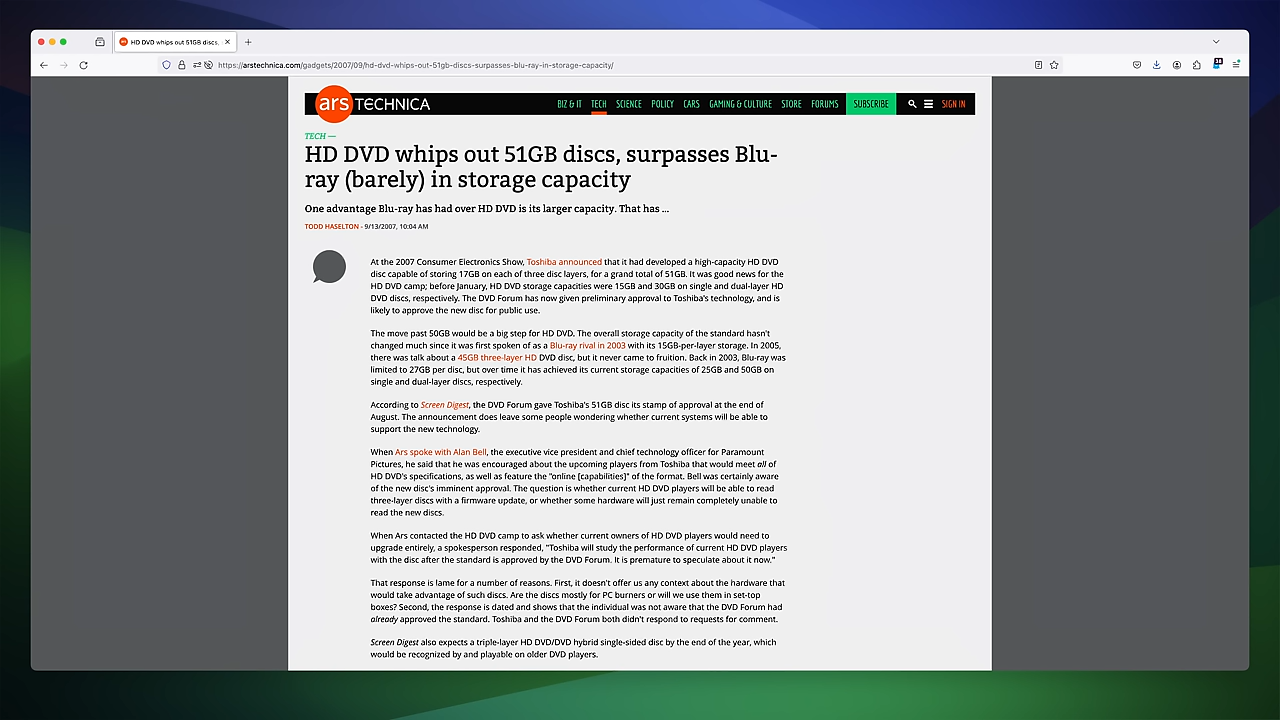 HD DVD whips out 51GB discs,
https://arstechnica.com/gadgets/2007/09/hd-dvd-whips-out-51gb-discs-surpasses-blu-ray-in-storage-capacity/
ars TECHNICA
BIZ & IT TECH SCIENCE POLICY CARS GAMING & CULTURE STORE FORUMS SUBSCRIBE SIGN IN
TECH —
HD DVD whips out 51GB discs, surpasses Blu-
ray (barely) in storage capacity
One advantage Blu-ray has had over HD DVD is its larger capacity. That has …
TODD HASELTON - 9/13/2007, 10:04 AM
At the 2007 Consumer Electronics Show, Toshiba announced that it had developed a high-capacity HD DVD
disc capable of storing 17GB on each of three disc layers, for a grand total of 51GB. It was good news for the
HD DVD camp; before January, HD DVD storage capacities were 15GB and 30GB on single and dual-layer HD
DVD discs, respectively. The DVD Forum has now given preliminary approval to Toshiba's technology, and is
likely to approve the new disc for public use.
The move past 50GB would be a big step for HD DVD. The overall storage capacity of the standard hasn't
changed much since it was first spoken of as a Blu-ray rival in 2003 with its 15GB-per-layer storage. In 2005,
there was talk about a 45GB three-layer HD DVD disc, but it never came to fruition. Back in 2003, Blu-ray was
limited to 27GB per disc, but over time it has achieved its current storage capacities of 25GB and 50GB on
single and dual-layer discs, respectively.
According to Screen Digest, the DVD Forum gave Toshiba's 51GB disc its stamp of approval at the end of
August. The announcement does leave some people wondering whether current systems will be able to
support the new technology.
When Ars spoke with Alan Bell, the executive vice president and chief technology officer for Paramount
Pictures, he said that he was encouraged about the upcoming players from Toshiba that would meet all of
HD DVD's specifications, as well as feature the "online [capabilities]" of the format. Bell was certainly aware
of the new disc's imminent approval. The question is whether current HD DVD players will be able to read
three-layer discs with a firmware update, or whether some hardware will just remain completely unable to
read the new discs.
When Ars contacted the HD DVD camp to ask whether current owners of HD DVD players would need to
upgrade entirely, a spokesperson responded, "Toshiba will study the performance of current HD DVD players
with the disc after the standard is approved by the DVD Forum. It is premature to speculate about it now."
That response is lame for a number of reasons. First, it doesn't offer us any context about the hardware that
would take advantage of such discs. Are the discs mostly for PC burners or will we use them in set-top
boxes? Second, the response is dated and shows that the individual was not aware that the DVD Forum had
already approved the standard. Toshiba and the DVD Forum both didn't respond to requests for comment.
Screen Digest also expects a triple-layer HD DVD/DVD hybrid single-sided disc by the end of the year, which
would be recognized by and playable on older DVD players.